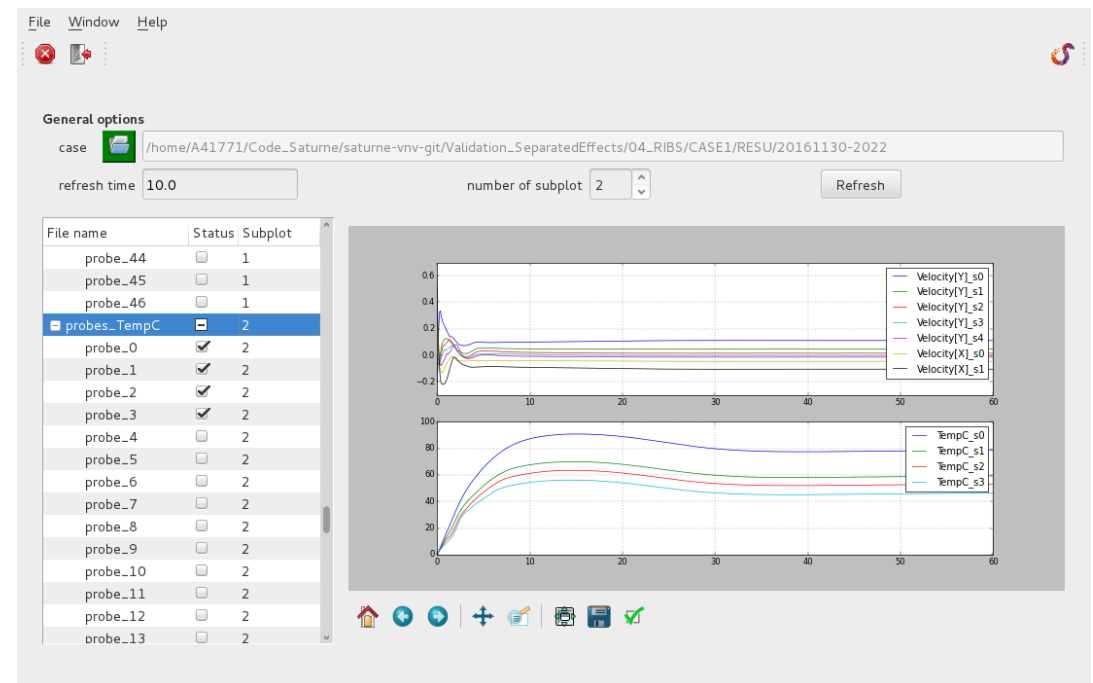 File Window Help
General options
case /home/A41771/Code_Saturne/saturne-vnv-git/Validation_SeparatedEffects/04_RIBS/CASE1/RESU/20161130-2022
refresh time 10.0 number of subplot 2 Refresh
File name Status Subplot
probe_44 1
probe_45 1
probe_46 1
probes_TempC 2
probe_0 2
probe_1 2
probe_2 2
probe_3 2
probe_4 2
probe_5 2
probe_6 2
probe_7 2
probe_8 2
probe_9 2
probe_10 2
probe_11 2
probe_12 2
probe_13 2
0.6
0.4
0.2
0.0
−0.2
0 10 20 30 40 50 60
Velocity[Y]_s0
Velocity[Y]_s1
Velocity[Y]_s2
Velocity[Y]_s3
Velocity[Y]_s4
Velocity[X]_s0
Velocity[X]_s1
100
80
60
40
20
0
0 10 20 30 40 50 60
TempC_s0
TempC_s1
TempC_s2
TempC_s3